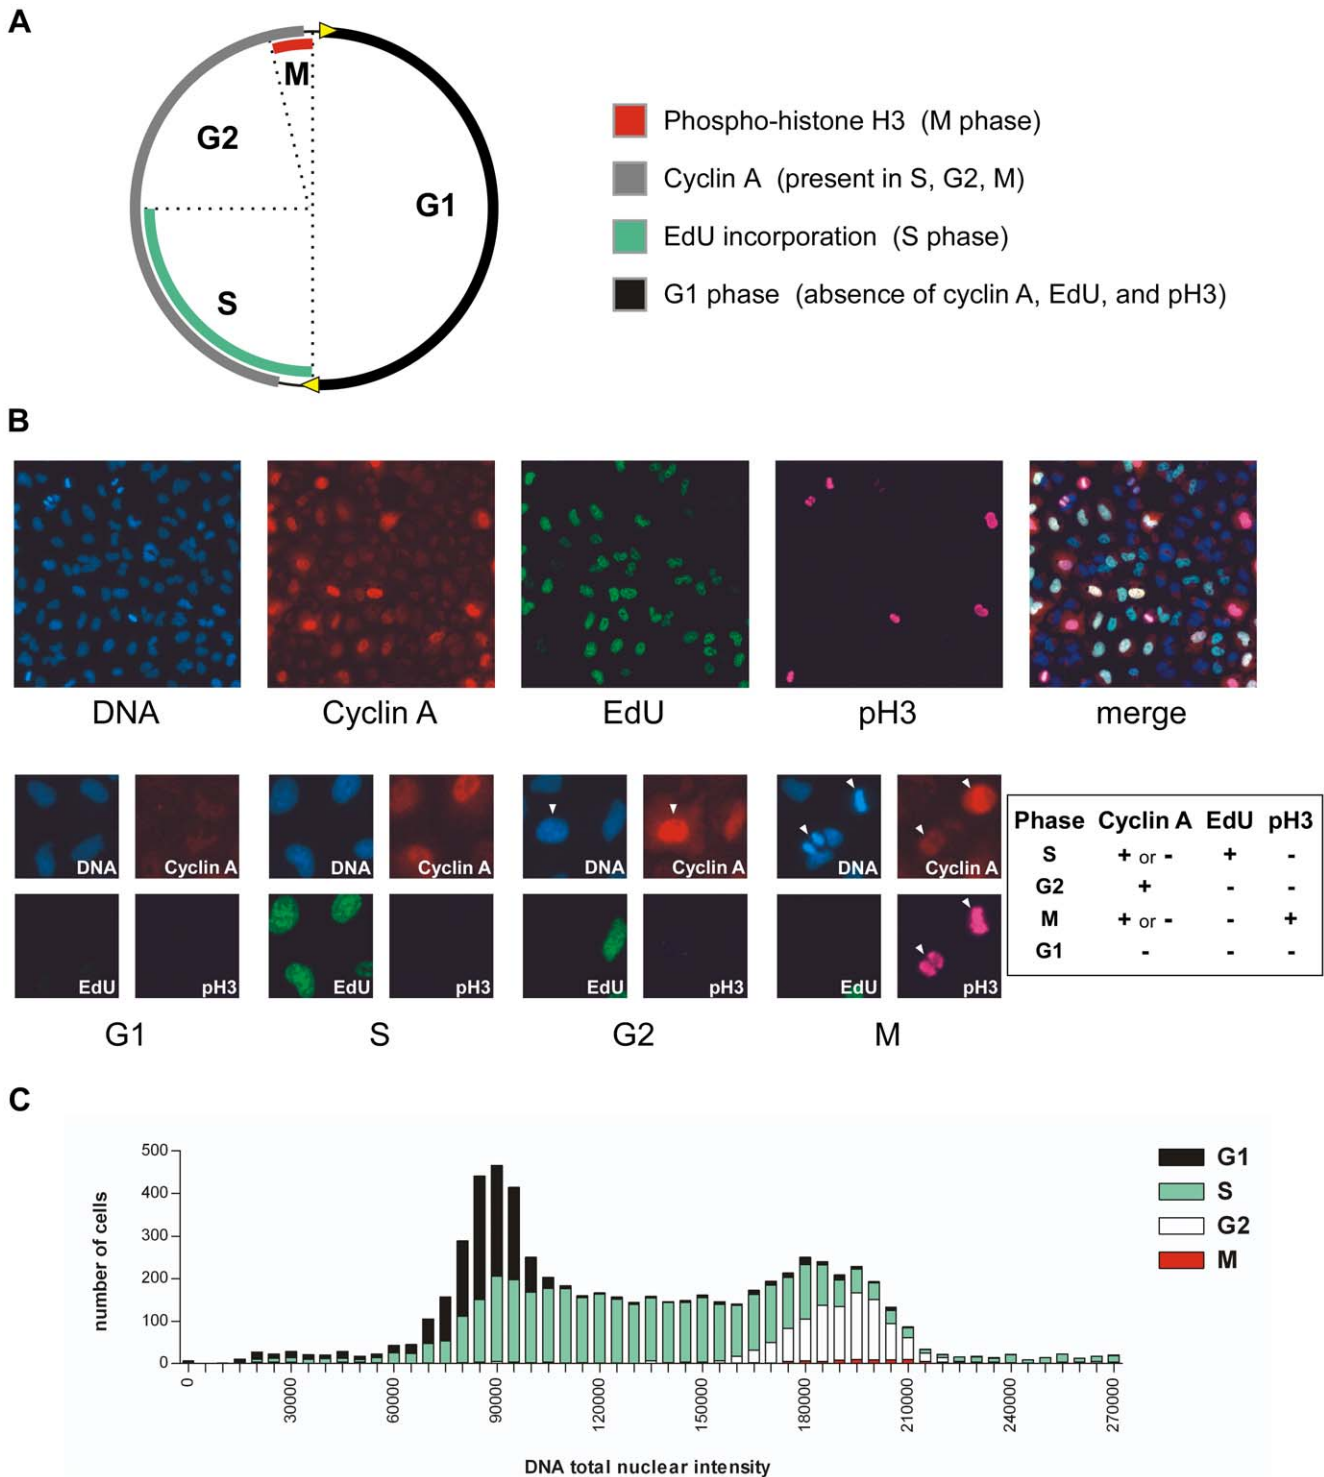 A
M
G2
G1
S
Phospho-histone H3 (M phase)
Cyclin A (present in S, G2, M)
EdU incorporation (S phase)
G1 phase (absence of cyclin A, EdU, and pH3)
B
DNA Cyclin A EdU pH3 merge
DNA Cyclin A DNA Cyclin A DNA Cyclin A DNA Cyclin A
EdU pH3 EdU pH3 EdU pH3 EdU pH3
G1 S G2 M
Phase Cyclin A EdU pH3
S + or - + -
G2 + - -
M + or - - +
G1 - - -
C
number of cells
500
400
300
200
100
0
0 30000 60000 90000 120000 150000 180000 210000 240000 270000
DNA total nuclear intensity
G1
S
G2
M